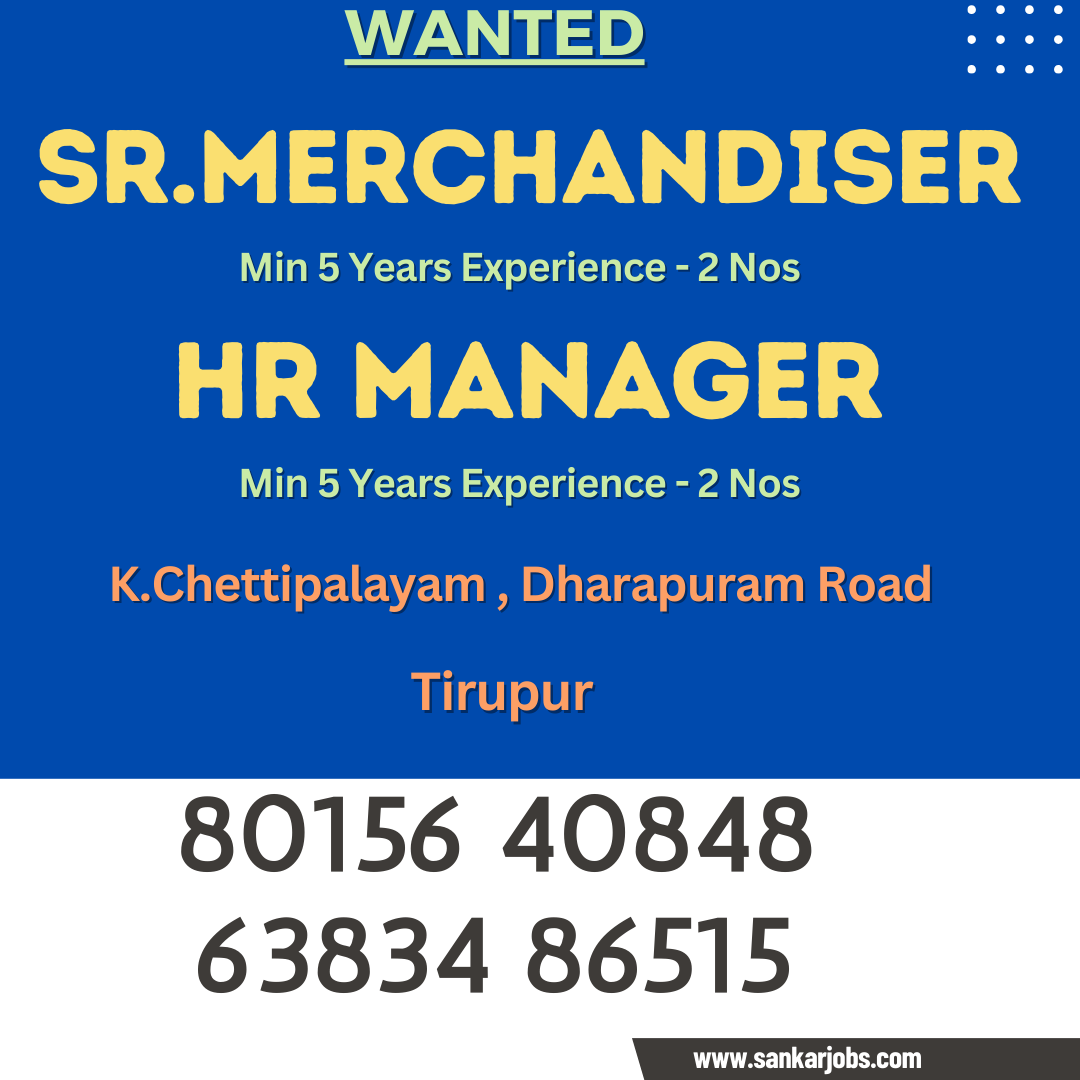 WANTED
SR.MERCHANDISER
Min 5 Years Experience - 2 Nos
HR MANAGER
Min 5 Years Experience - 2 Nos
K.Chettipalayam , Dharapuram Road
Tirupur
80156 40848
63834 86515
www.sankarjobs.com